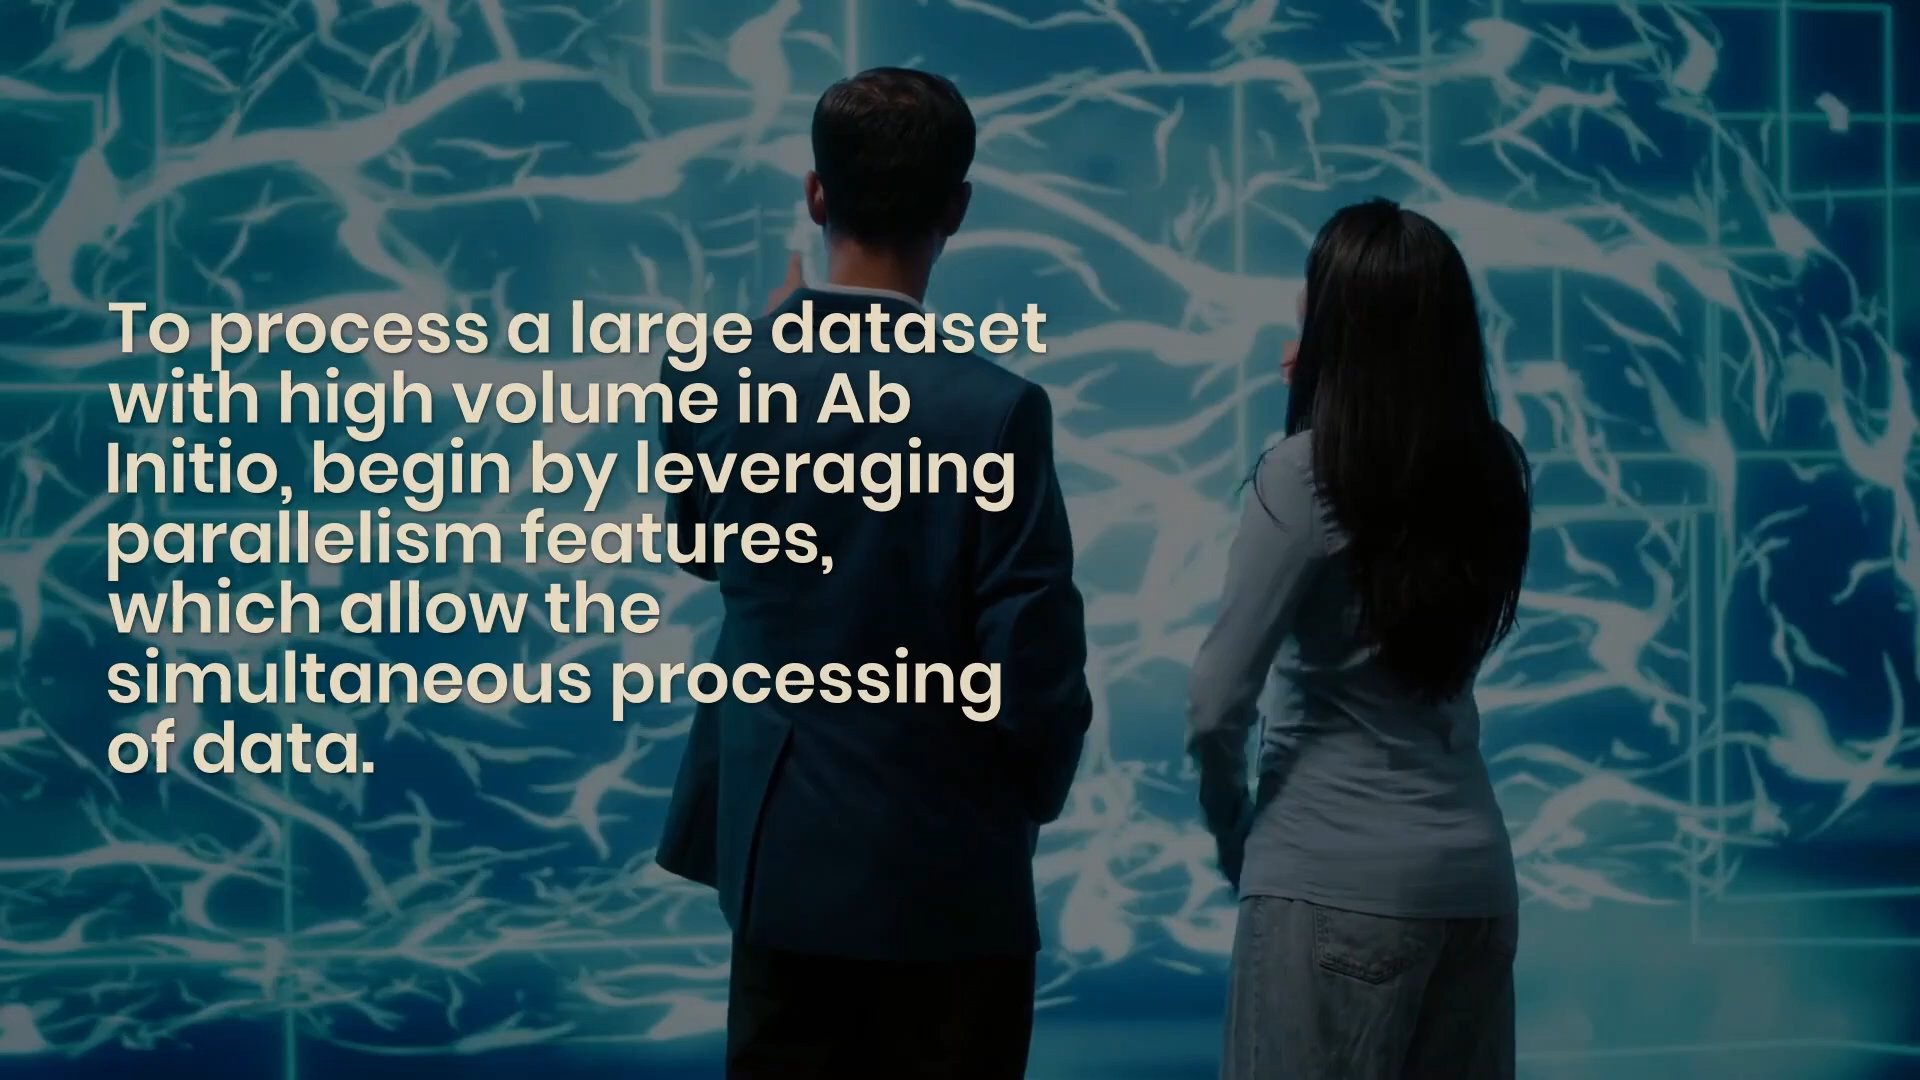 To process a large dataset
with high volume in Ab
Initio, begin by leveraging
parallelism features,
which allow the
simultaneous processing
of data.